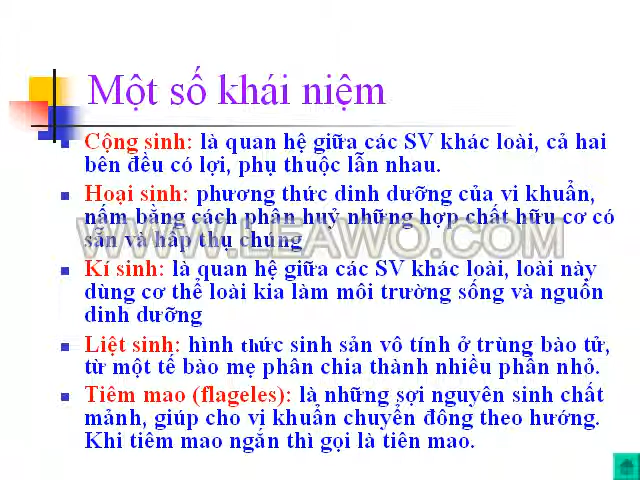 Một số khái niệm
Cộng sinh: là quan hệ giữa các SV khác loài, cả hai
bên đều có lợi, phụ thuộc lẫn nhau.
Hoại sinh: phương thức dinh dưỡng của vi khuẩn,
nấm bằng cách phân huỷ những hợp chất hữu cơ có
sẵn và hấp thụ chúng
WWW.LEAWO.COM
Kí sinh: là quan hệ giữa các SV khác loài, loài này
dùng cơ thể loài kia làm môi trường sống và nguồn
dinh dưỡng
Liệt sinh: hình thức sinh sản vô tính ở trùng bào tử,
từ một tế bào mẹ phân chia thành nhiều phần nhỏ.
Tiêm mao (flageles): là những sợi nguyên sinh chất
mảnh, giúp cho vi khuẩn chuyển đông theo hướng.
Khi tiêm mao ngắn thì gọi là tiên mao.